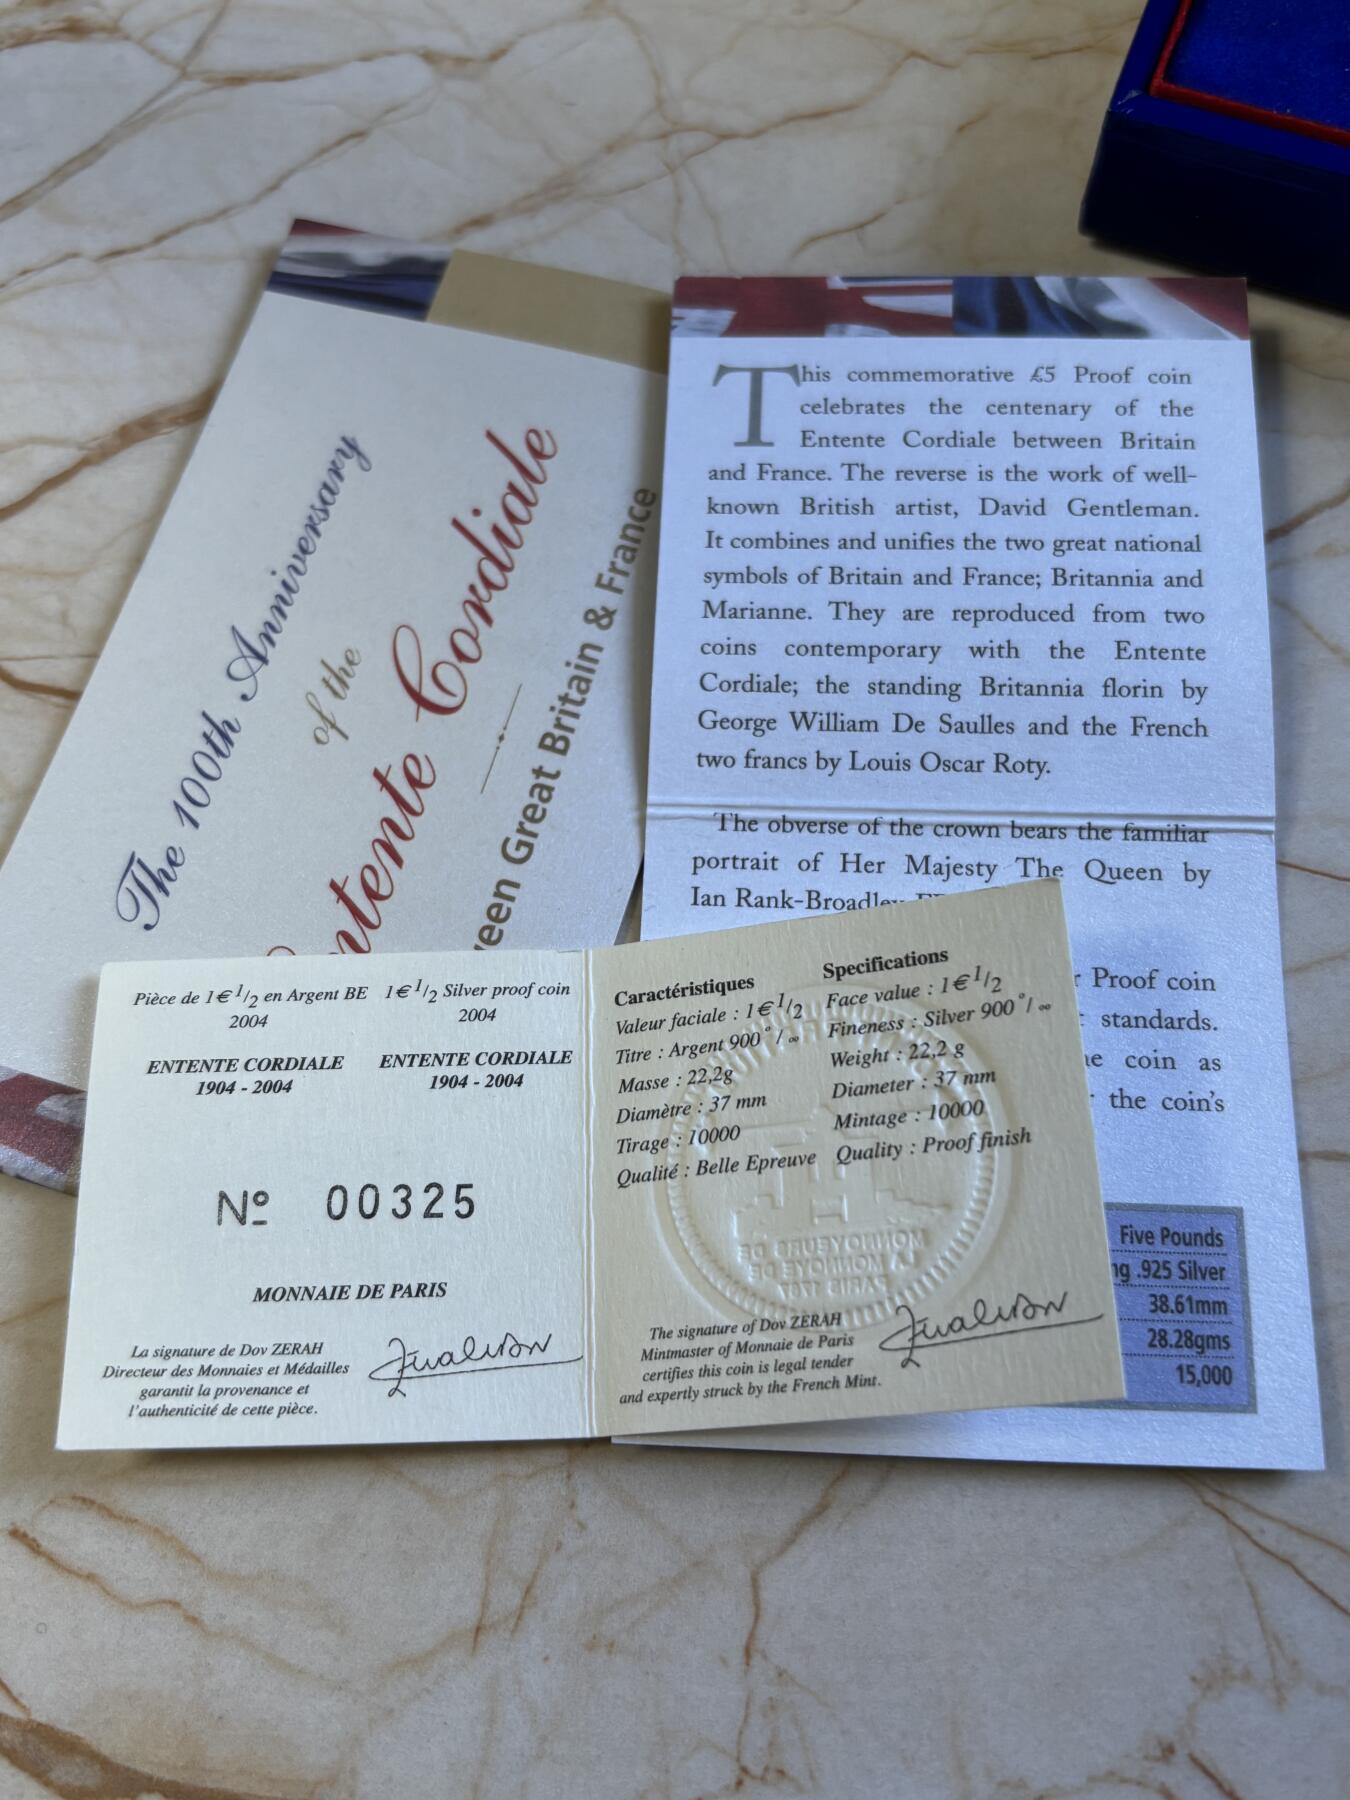 The 100th Anniversary
of the
Entente Cordiale
Great Britain & France
This commemorative £5 Proof coin
celebrates the centenary of the
Entente Cordiale between Britain
and France. The reverse is the work of well-
known British artist, David Gentleman.
It combines and unifies the two great national
symbols of Britain and France; Britannia and
Marianne. They are reproduced from two
coins contemporary with the Entente
Cordiale; the standing Britannia florin by
George William De Saulles and the French
two francs by Louis Oscar Roty.
The obverse of the crown bears the familiar
portrait of Her Majesty The Queen by
Ian Rank-Broadley
Proof coin
standards.
coin as
the coin's
Five Pounds
.925 Silver
38.61mm
28.28gms
15,000
Pièce de 1€1/2 en Argent BE
2004
ENTENTE CORDIALE
1904 - 2004
1€1/2 Silver proof coin
2004
ENTENTE CORDIALE
1904 - 2004
Nº 00325
MONNAIE DE PARIS
La signature de Dov ZERAH
Directeur des Monnaies et Médailles
garantit la provenance et
l'authenticité de cette pièce.
Caractéristiques
Valeur faciale : 1€1/2
Titre : Argent 900°/∞
Masse : 22,2g
Diamètre : 37 mm
Tirage : 10000
Qualité : Belle Epreuve
Specifications
Face value : 1€1/2
Fineness : Silver 900°/∞
Weight : 22,2 g
Diameter : 37 mm
Mintage : 10000
Quality : Proof finish
MONNOYEURS DE
LA MONNOYE DE
PARIS 1707
The signature of Dov ZERAH
Mintmaster of Monnaie de Paris
certifies this coin is legal tender
and expertly struck by the French Mint.